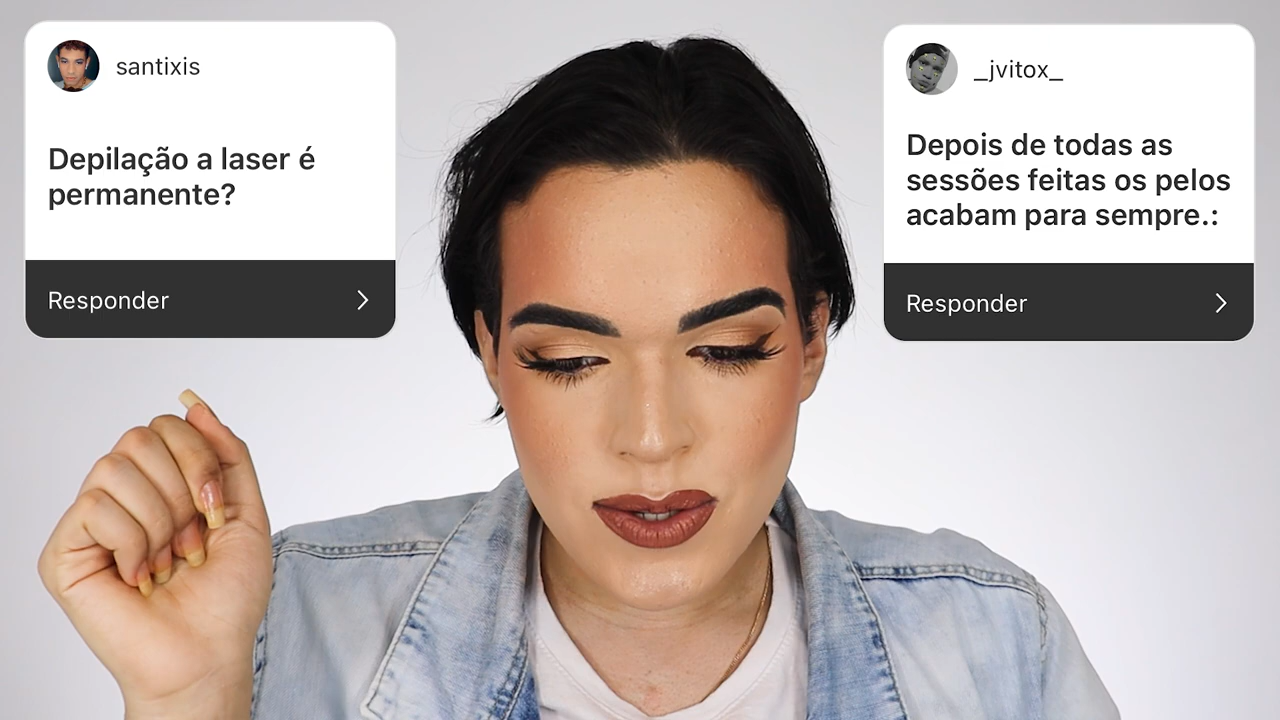 santixis
Depilação a laser é
permanente?
Responder
_jvitox_
Depois de todas as
sessões feitas os pelos
acabam para sempre.:
Responder